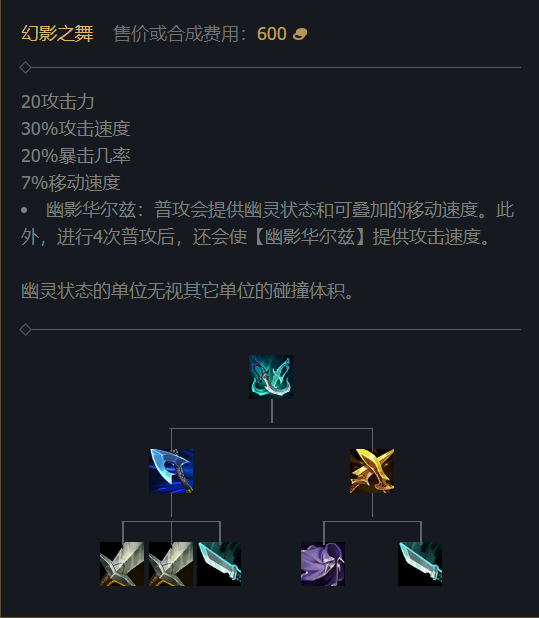 幻影之舞 售价或合成费用：600
20攻击力
30%攻击速度
20%暴击几率
7%移动速度
• 幽影华尔兹：普攻会提供幽灵状态和可叠加的移动速度。此
外，进行4次普攻后，还会使【幽影华尔兹】提供攻击速度。
幽灵状态的单位无视其它单位的碰撞体积。